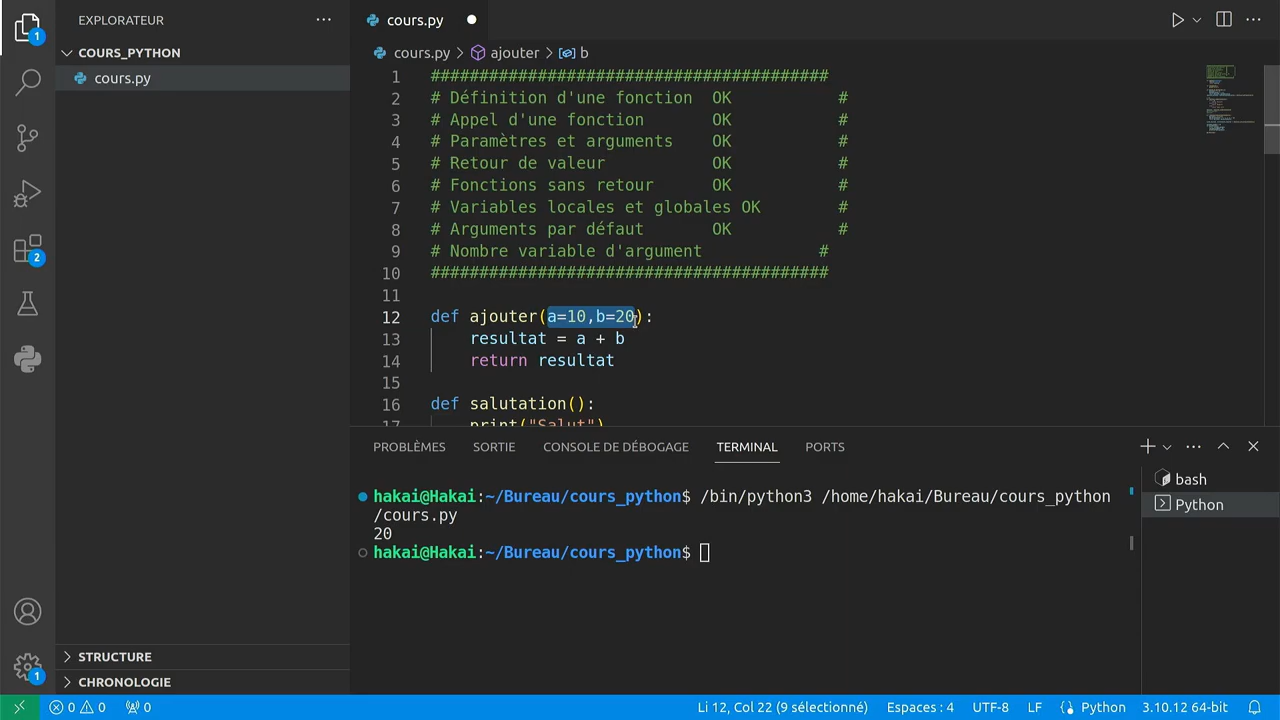 EXPLORATEUR
COURS_PYTHON
cours.py
STRUCTURE
CHRONOLOGIE
1
2
1
cours.py
cours.py > ajouter > b
1 #########################################
2 # Définition d'une fonction OK #
3 # Appel d'une fonction OK #
4 # Paramètres et arguments OK #
5 # Retour de valeur OK #
6 # Fonctions sans retour OK #
7 # Variables locales et globales OK #
8 # Arguments par défaut OK #
9 # Nombre variable d'argument #
10 #########################################
11
12 def ajouter(a=10,b=20):
13 resultat = a + b
14 return resultat
15
16 def salutation():
17 print("Salut")
PROBLÈMES SORTIE CONSOLE DE DÉBOGAGE TERMINAL PORTS
hakai@Hakai:~/Bureau/cours_python$ /bin/python3 /home/hakai/Bureau/cours_python
/cours.py
20
hakai@Hakai:~/Bureau/cours_python$
bash
Python
0 0 0 Li 12, Col 22 (9 sélectionné) Espaces : 4 UTF-8 LF Python 3.10.12 64-bit